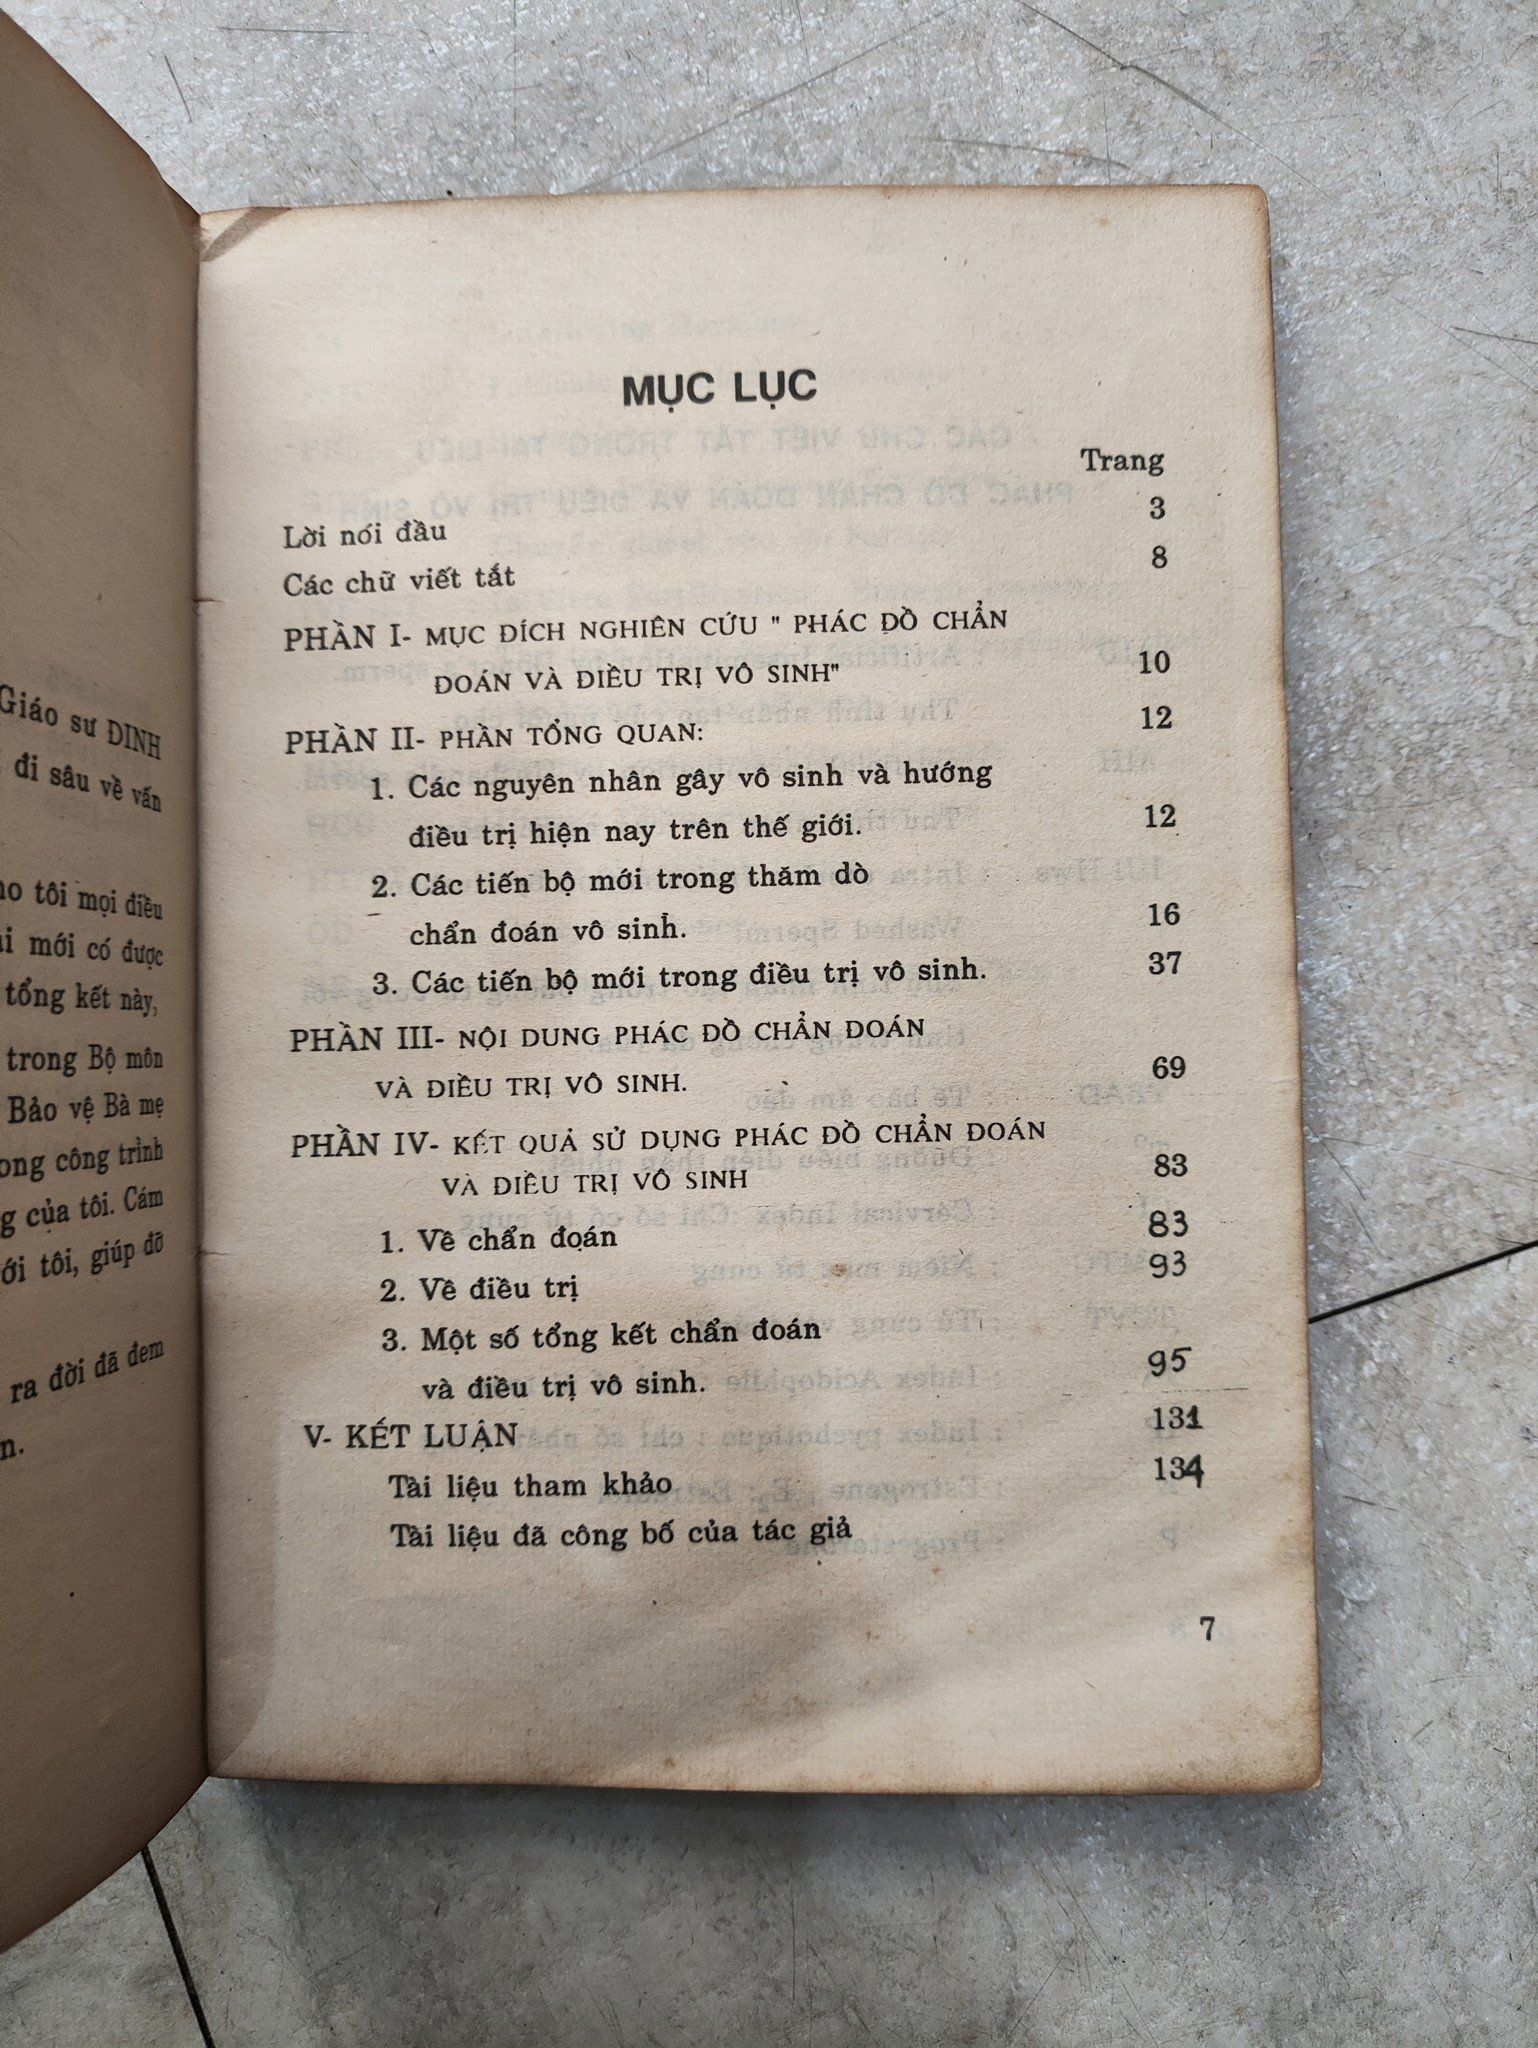 Giáo sư ĐINH
đi sâu về vấn
tôi mọi điều
mới có được
tổng kết này,
trong Bộ môn
Bảo vệ Bà mẹ
công trình
của tôi. Cám
tôi, giúp đỡ
ra đời đã đem
MỤC LỤC
Trang
Lời nói đầu 3
Các chữ viết tắt 8
PHẦN I- MỤC ĐÍCH NGHIÊN CỨU " PHÁC ĐỒ CHẨN
ĐOÁN VÀ ĐIỀU TRỊ VÔ SINH" 10
PHẦN II- PHẦN TỔNG QUAN: 12
1. Các nguyên nhân gây vô sinh và hướng
điều trị hiện nay trên thế giới. 12
2. Các tiến bộ mới trong thăm dò
chẩn đoán vô sinh. 16
3. Các tiến bộ mới trong điều trị vô sinh. 37
PHẦN III- NỘI DUNG PHÁC ĐỒ CHẨN ĐOÁN
VÀ ĐIỀU TRỊ VÔ SINH. 69
PHẦN IV- KẾT QUẢ SỬ DỤNG PHÁC ĐỒ CHẨN ĐOÁN
VÀ ĐIỀU TRỊ VÔ SINH 83
1. Về chẩn đoán 83
2. Về điều trị 93
3. Một số tổng kết chẩn đoán
và điều trị vô sinh. 95
V- KẾT LUẬN 131
Tài liệu tham khảo 134
Tài liệu đã công bố của tác giả
7